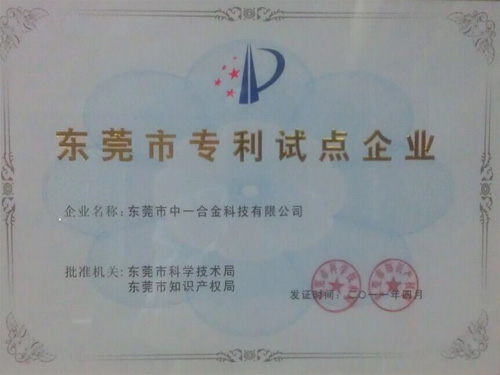 东莞市专利试点企业
企业名称：东莞市中一合金科技有限公司
批准机关：东莞市科学技术局
东莞市知识产权局
发证时间：二〇一一年四月